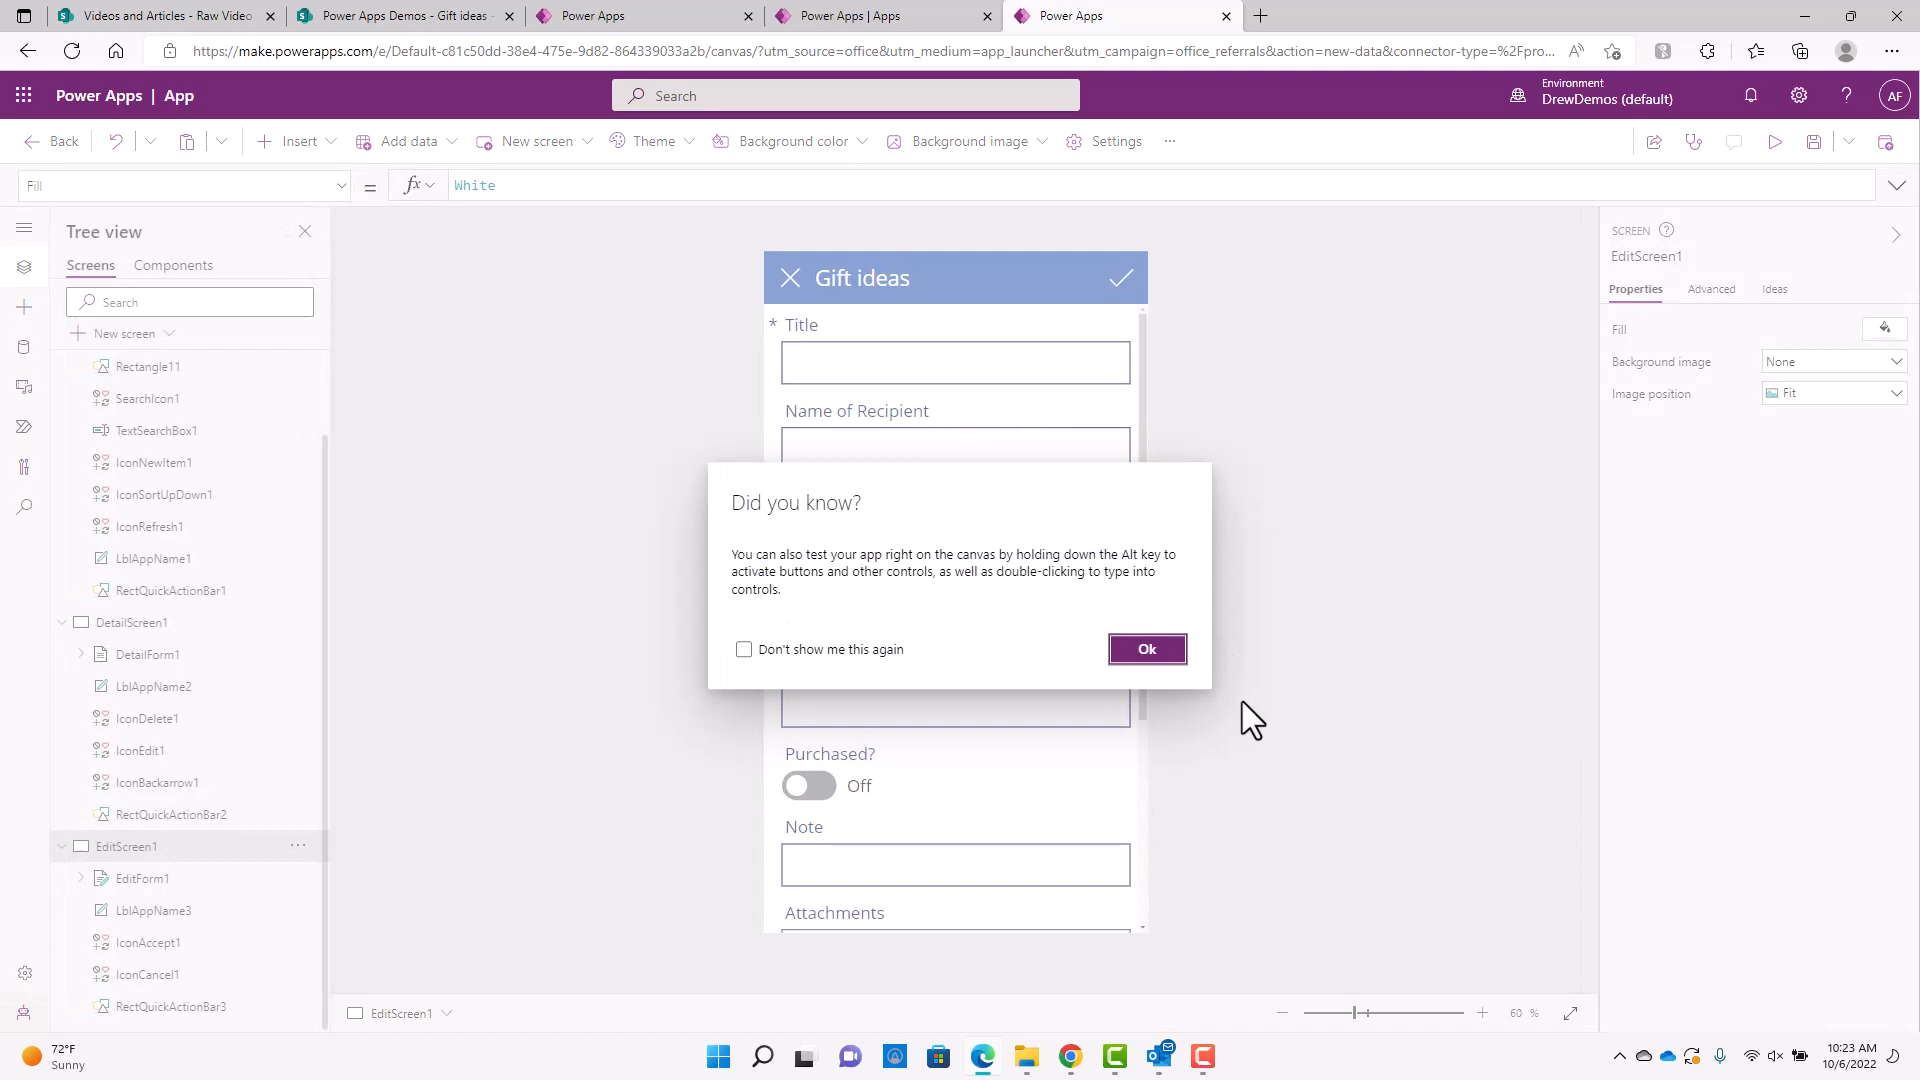 Videos and Articles - Raw Video
Power Apps Demos - Gift ideas -
Power Apps
Power Apps | Apps
Power Apps
https://make.powerapps.com/e/Default-c81c50dd-38e4-475e-9d82-864339033a2b/canvas/?utm_source=office&utm_medium=app_launcher&utm_campaign=office_referrals&action=new-data&connector-type=%2Fpro...
Power Apps | App
Search
Environment
DrewDemos (default)
AF
Back
Insert
Add data
New screen
Theme
Background color
Background image
Settings
Fill
=
fx
White
Tree view
Screens
Components
Search
New screen
Rectangle11
SearchIcon1
TextSearchBox1
IconNewItem1
IconSortUpDown1
IconRefresh1
LblAppName1
RectQuickActionBar1
DetailScreen1
DetailForm1
LblAppName2
IconDelete1
IconEdit1
IconBackarrow1
RectQuickActionBar2
EditScreen1
EditForm1
LblAppName3
IconAccept1
IconCancel1
RectQuickActionBar3
Gift ideas
* Title
Name of Recipient
Did you know?
You can also test your app right on the canvas by holding down the Alt key to
activate buttons and other controls, as well as double-clicking to type into
controls.
Don't show me this again
Ok
Purchased?
Off
Note
Attachments
SCREEN
EditScreen1
Properties
Advanced
Ideas
Fill
Background image
None
Image position
Fit
EditScreen1
60 %
72°F
Sunny
10:23 AM
10/6/2022